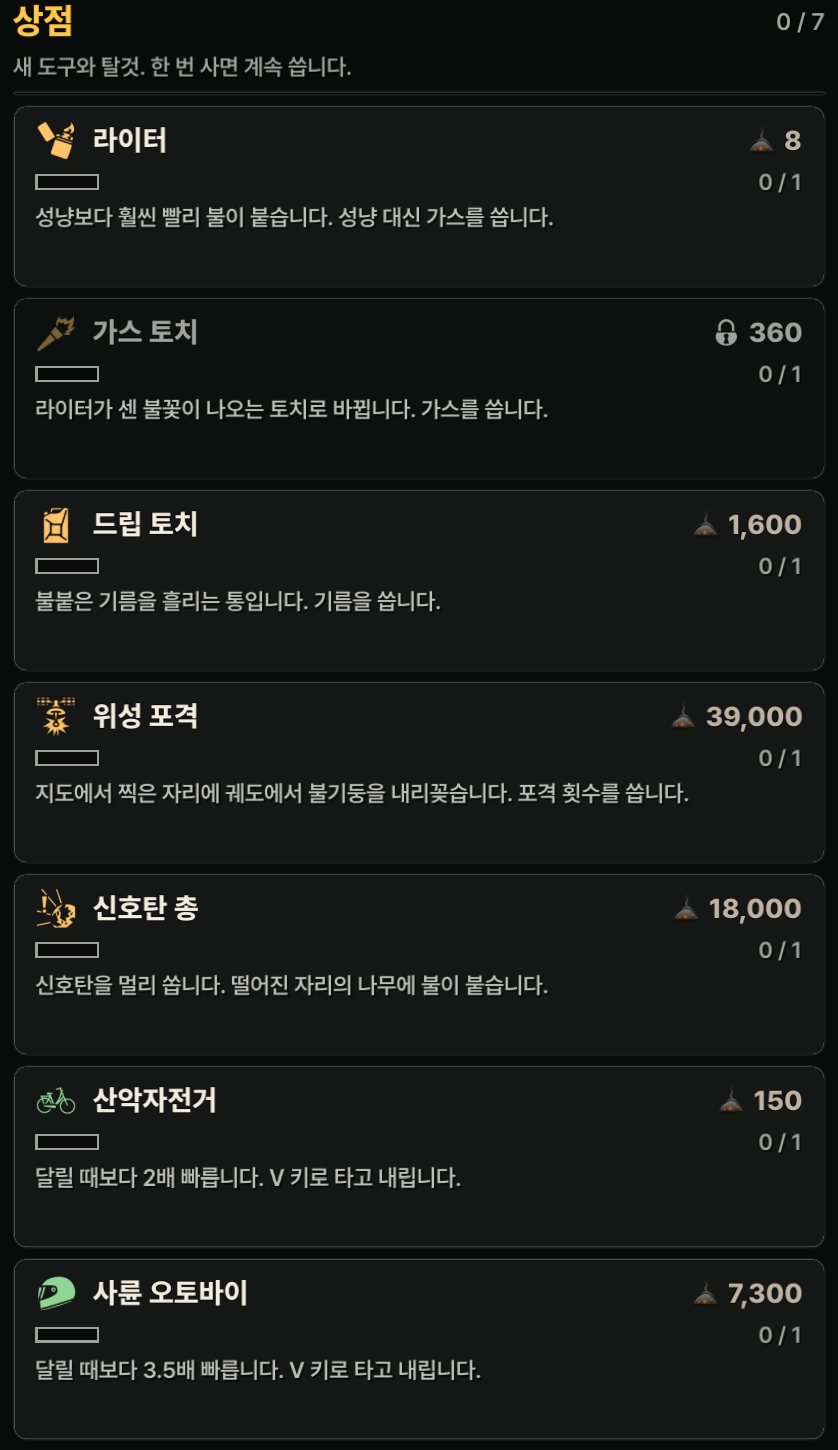 상점
0 / 7
새 도구와 탈것. 한 번 사면 계속 씁니다.
라이터
8
0 / 1
성냥보다 훨씬 빨리 불이 붙습니다. 성냥 대신 가스를 씁니다.
가스 토치
360
0 / 1
라이터가 센 불꽃이 나오는 토치로 바뀝니다. 가스를 씁니다.
드립 토치
1,600
0 / 1
불붙은 기름을 흘리는 통입니다. 기름을 씁니다.
위성 포격
39,000
0 / 1
지도에서 찍은 자리에 궤도에서 불기둥을 내리꽂습니다. 포격 횟수를 씁니다.
신호탄 총
18,000
0 / 1
신호탄을 멀리 쏩니다. 떨어진 자리의 나무에 불이 붙습니다.
산악자전거
150
0 / 1
달릴 때보다 2배 빠릅니다. V 키로 타고 내립니다.
사륜 오토바이
7,300
0 / 1
달릴 때보다 3.5배 빠릅니다. V 키로 타고 내립니다.